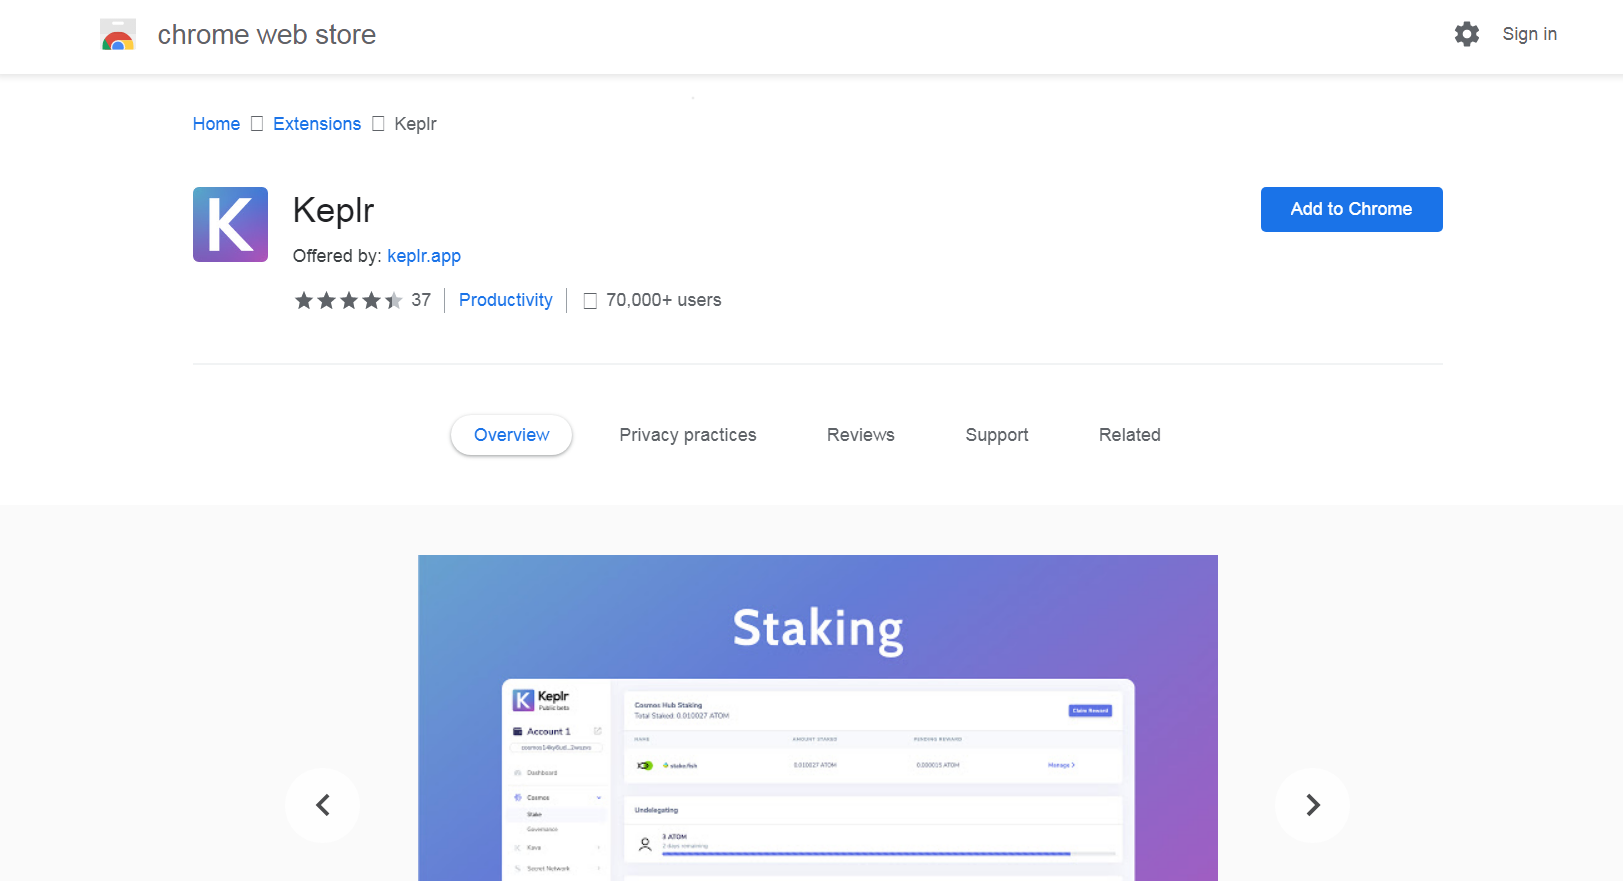 chrome web store
Sign in
Home Extensions Keplr
K
Keplr
Add to Chrome
Offered by: keplr.app
37 Productivity 70,000+ users
Overview Privacy practices Reviews Support Related
Staking
K Keplr
Public beta
Account 1
Dashboard
Cosmos
Stake
Governance
Kava
Secret Network
Cosmos Hub Staking
Total Staked: 0.010027 ATOM
Claim Reward
NAME AMOUNT STAKED PENDING REWARD
stake.fish 0.010027 ATOM 0.000015 ATOM Manage >
Undelegating
3 ATOM
2 days remaining